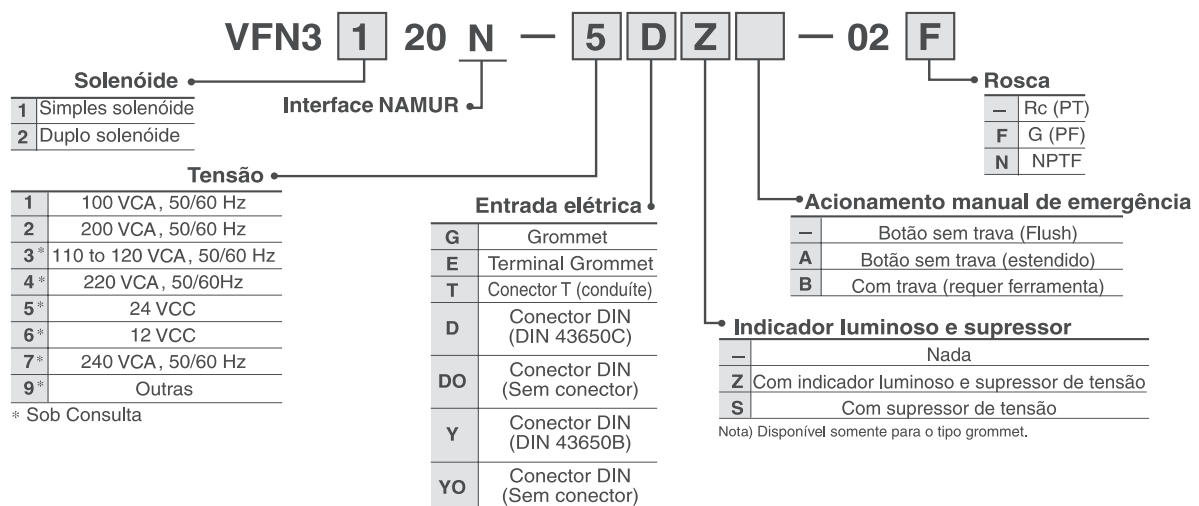 VFN3 1 20 N — 5 D Z — 02 F
Solenóide
1 Simples solenóide
2 Duplo solenóide
Interface NAMUR
Rosca
– Rc (PT)
F G (PF)
N NPTF
Tensão
1 100 VCA, 50/60 Hz
2 200 VCA, 50/60 Hz
3* 110 to 120 VCA, 50/60 Hz
4* 220 VCA, 50/60Hz
5* 24 VCC
6* 12 VCC
7* 240 VCA, 50/60 Hz
9* Outras
* Sob Consulta
Entrada elétrica
G Grommet
E Terminal Grommet
T Conector T (conduíte)
D Conector DIN
(DIN 43650C)
DO Conector DIN
(Sem conector)
Y Conector DIN
(DIN 43650B)
YO Conector DIN
(Sem conector)
Acionamento manual de emergência
– Botão sem trava (Flush)
A Botão sem trava (estendido)
B Com trava (requer ferramenta)
Indicador luminoso e supressor
– Nada
Z Com indicador luminoso e supressor de tensão
S Com supressor de tensão
Nota) Disponível somente para o tipo grommet.